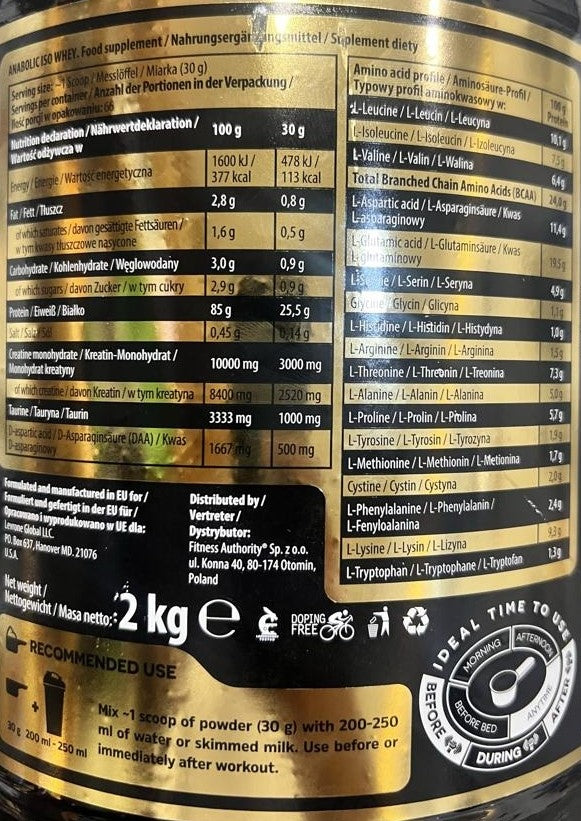 ANABOLIC ISO WHEY. Food supplement / Nahrungsergänzungsmittel / Suplement diety
Serving size: ~1 Scoop / Messlöffel / Miarka (30 g)
Servings per container / Anzahl der Portionen in der Verpackung /
Ilość porcji w opakowaniu: 66
Nutrition declaration / Nährwertdeklaration / 100 g 30 g
Wartość odżywcza w
Energy / Energie / Wartość energetyczna 1600 kJ / 377 kcal 478 kJ / 113 kcal
Fat / Fett / Tłuszcz 2,8 g 0,8 g
of which saturates / davon gesättigte Fettsäuren / 1,6 g 0,5 g
w tym kwasy tłuszczowe nasycone
Carbohydrate / Kohlenhydrate / Węglowodany 3,0 g 0,9 g
of which sugars / davon Zucker / w tym cukry 2,9 g 0,9 g
Protein / Eiweiß / Białko 85 g 25,5 g
Salt / Salz / Sól 0,45 g 0,14 g
Creatine monohydrate / Kreatin-Monohydrat / 10000 mg 3000 mg
Monohydrat kreatyny
of which creatine / davon Kreatin / w tym kreatyna 8400 mg 2520 mg
Taurine / Tauryna / Taurin 3333 mg 1000 mg
D-aspartic acid / D-Asparaginsäure (DAA) / Kwas 1667 mg 500 mg
D-asparaginowy
Amino acid profile / Aminosäure-Profil / 100 g
Typowy profil aminokwasowy w: Protein
L-Leucine / L-Leucin / L-Leucyna 10,1 g
L-Isoleucine / L-Isoleucin / L-Izoleucyna 7,5 g
L-Valine / L-Valin / L-Walina 6,4 g
Total Branched Chain Amino Acids (BCAA) 24,0 g
L-Aspartic acid / L-Asparaginsäure / Kwas 11,4 g
L-asparaginowy
L-Glutamic acid / L-Glutaminsäure / Kwas 19,5 g
L-glutaminowy
L-Serine / L-Serin / L-Seryna 4,9 g
Glycine / Glycin / Glicyna 1,1 g
L-Histidine / L-Histidin / L-Histydyna 1,0 g
L-Arginine / L-Arginin / L-Arginina 1,5 g
L-Threonine / L-Threonin / L-Treonina 7,3 g
L-Alanine / L-Alanin / L-Alanina 5,0 g
L-Proline / L-Prolin / L-Prolina 5,7 g
L-Tyrosine / L-Tyrosin / L-Tyrozyna 1,9 g
L-Methionine / L-Methionin / L-Metionina 1,7 g
Cystine / Cystin / Cystyna 2,0 g
L-Phenylalanine / L-Phenylalanin / 2,4 g
L-Fenyloalanina
L-Lysine / L-Lysin / L-Lizyna 9,3 g
L-Tryptophan / L-Tryptophane / L-Tryptofan 1,3 g
Formulated and manufactured in EU for /
Formuliert und gefertigt in der EU für /
Opracowano i wyprodukowano w UE dla:
Levrone Global LLC.
PO. Box 637, Hanover MD. 21076
U.S.A.
Distributed by /
Vertreter /
Dystrybutor:
Fitness Authority® Sp. z o.o.
ul. Konna 40, 80-174 Otomin,
Poland
Net weight /
Nettogewicht / Masa netto: 2 kg e
DOPING
FREE
RECOMMENDED USE
30 g 200 ml - 250 ml
Mix ~1 scoop of powder (30 g) with 200-250
ml of water or skimmed milk. Use before or
immediately after workout.
IDEAL TIME TO USE
MORNING
AFTERNOON
BEFORE BED
ANYTIME
BEFORE
DURING
AFTER